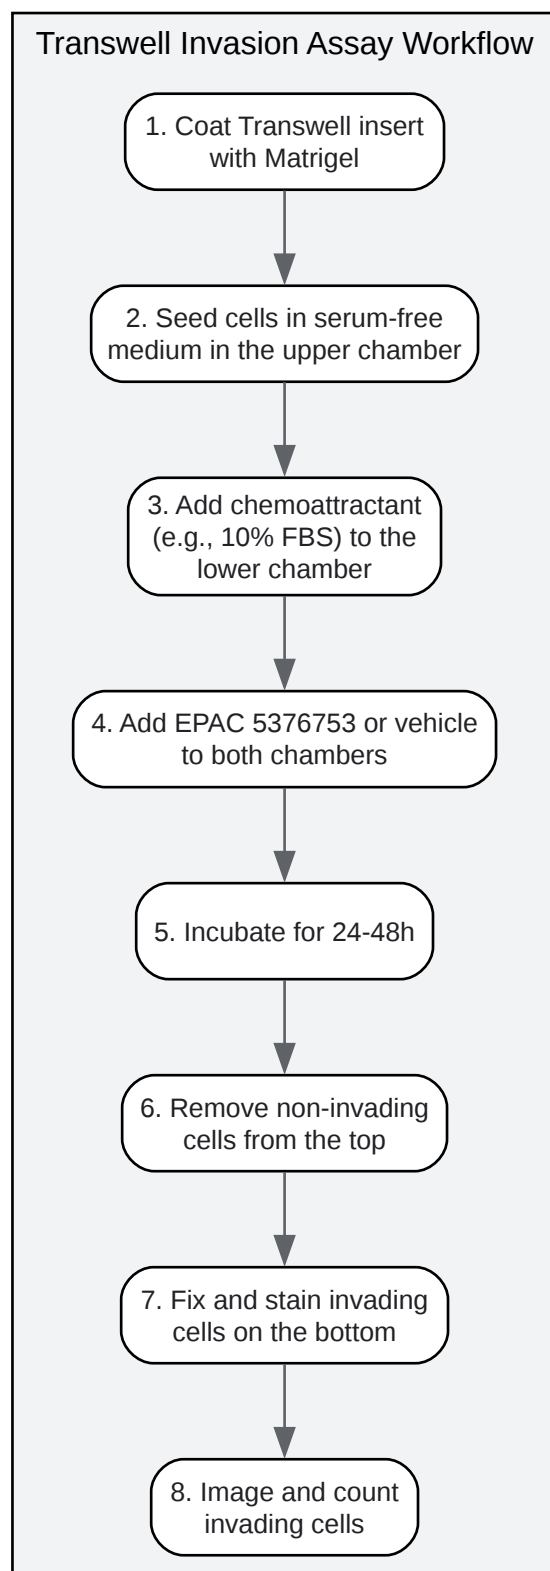 Transwell Invasion Assay Workflow
1. Coat Transwell insert
with Matrigel
2. Seed cells in serum-free
medium in the upper chamber
3. Add chemoattractant
(e.g., 10% FBS) to the
lower chamber
4. Add EPAC 5376753 or vehicle
to both chambers
5. Incubate for 24-48h
6. Remove non-invading
cells from the top
7. Fix and stain invading
cells on the bottom
8. Image and count
invading cells